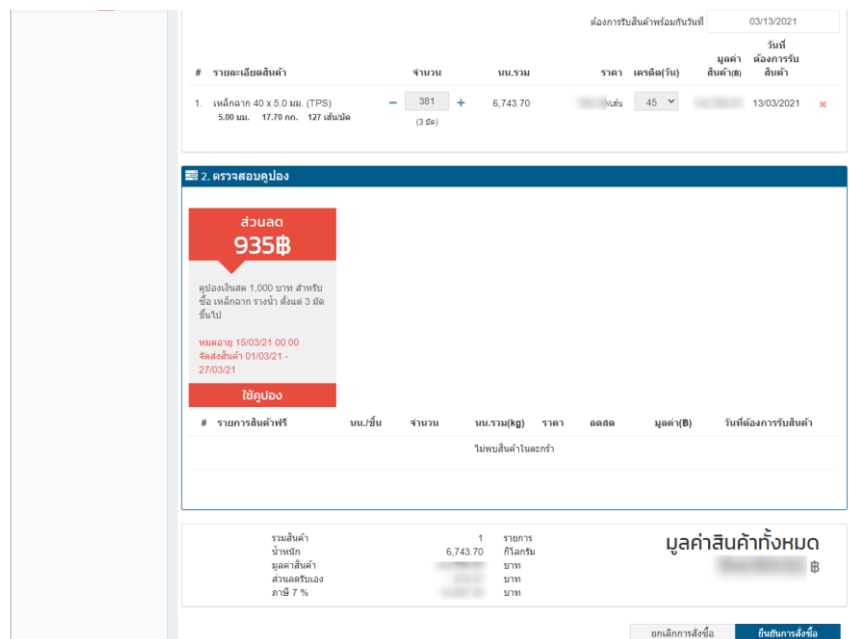 ต้องการรับสินค้าพร้อมกันวันที่ 03/13/2021
# รายละเอียดสินค้า จำนวน นน.รวม ราคา เครดิต(วัน) มูลค่าสินค้า(฿) วันที่ต้องการรับสินค้า
1. เหล็กฉาก 40 x 5.0 มม. (TPS) 381 6,743.70 /เส้น 45 13/03/2021
5.00 มม. 17.70 กก. 127 เส้น/มัด (3 มัด)
2. ตรวจสอบคูปอง
ส่วนลด
935฿
คูปองเงินสด 1,000 บาท สำหรับ
ซื้อ เหล็กฉาก รางน้ำ ตั้งแต่ 3 มัด
ขึ้นไป
หมดอายุ 15/03/21 00:00
จัดส่งสินค้า 01/03/21 -
27/03/21
ใช้คูปอง
# รายการสินค้าฟรี นน./ชิ้น จำนวน นน.รวม(kg) ราคา ลดสด มูลค่า(฿) วันที่ต้องการรับสินค้า
ไม่พบสินค้าในตะกร้า
รวมสินค้า 1 รายการ
น้ำหนัก 6,743.70 กิโลกรัม
มูลค่าสินค้า บาท
ส่วนลดรับเอง บาท
ภาษี 7 % บาท
มูลค่าสินค้าทั้งหมด
฿
ยกเลิกการสั่งซื้อ ยืนยันการสั่งซื้อ